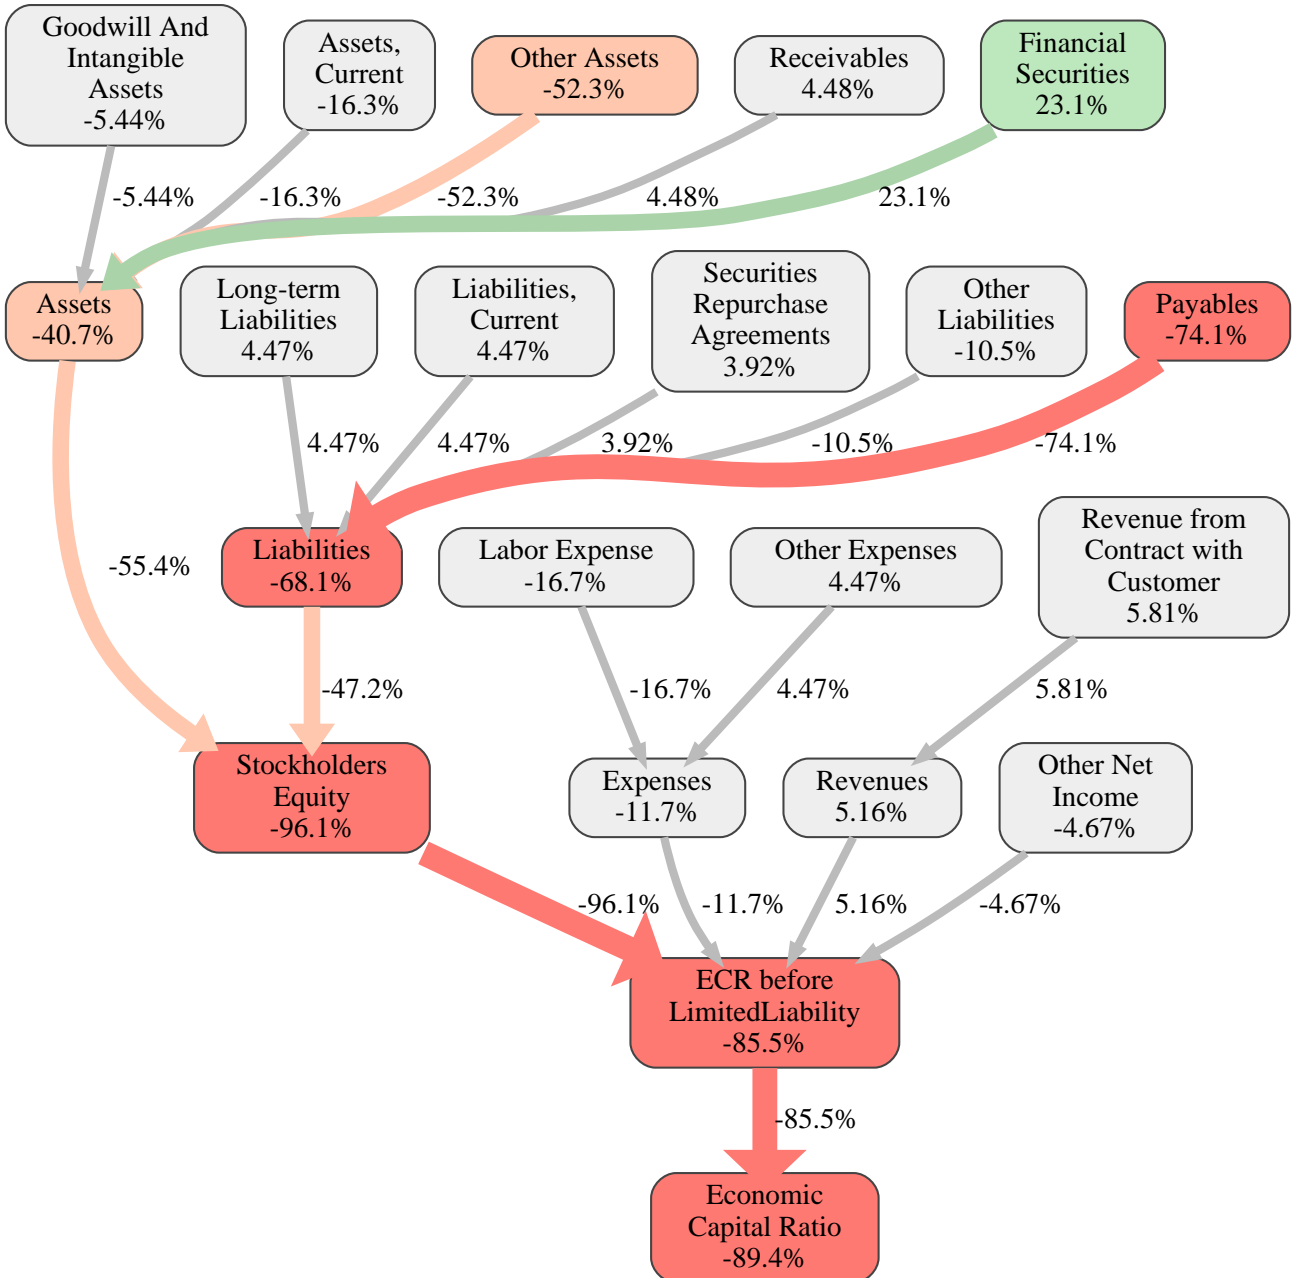 Goodwill And
Intangible
Assets
-5.44%
Assets,
Current
-16.3%
Other Assets
-52.3%
Receivables
4.48%
Financial
Securities
23.1%
-5.44%
-16.3%
-52.3%
4.48%
23.1%
Assets
-40.7%
Long-term
Liabilities
4.47%
Liabilities,
Current
4.47%
Securities
Repurchase
Agreements
3.92%
Other
Liabilities
-10.5%
Payables
-74.1%
4.47%
4.47%
3.92%
-10.5%
-74.1%
-55.4%
Liabilities
-68.1%
Labor Expense
-16.7%
Other Expenses
4.47%
Revenue from
Contract with
Customer
5.81%
-47.2%
-16.7%
4.47%
5.81%
Stockholders
Equity
-96.1%
Expenses
-11.7%
Revenues
5.16%
Other Net
Income
-4.67%
-96.1%
-11.7%
5.16%
-4.67%
ECR before
LimitedLiability
-85.5%
-85.5%
Economic
Capital Ratio
-89.4%